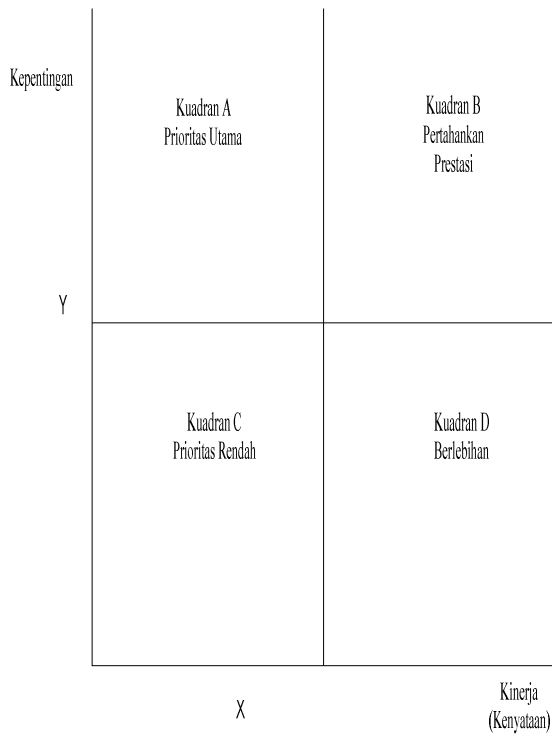 Kepentingan
Kuadran A
Prioritas Utama
Kuadran B
Pertahankan
Prestasi
Y
Kuadran C
Prioritas Rendah
Kuadran D
Berlebihan
X
Kinerja
(Kenyataan)